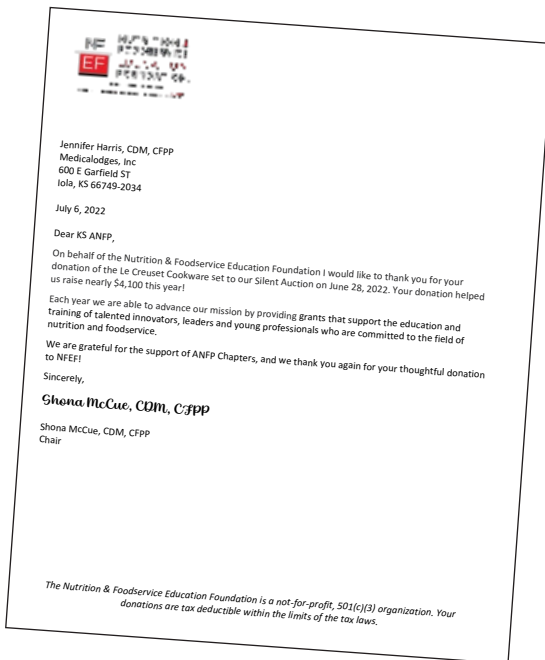 NF
EF
NUTRITION &
FOODSERVICE
EDUCATION
FOUNDATION
Jennifer Harris, CDM, CFPP
Medicalodges, Inc
600 E Garfield ST
Iola, KS 66749-2034
July 6, 2022
Dear KS ANFP,
On behalf of the Nutrition & Foodservice Education Foundation I would like to thank you for your
donation of the Le Creuset Cookware set to our Silent Auction on June 28, 2022. Your donation helped
us raise nearly $4,100 this year!
Each year we are able to advance our mission by providing grants that support the education and
training of talented innovators, leaders and young professionals who are committed to the field of
nutrition and foodservice.
We are grateful for the support of ANFP Chapters, and we thank you again for your thoughtful donation
to NFEF!
Sincerely,
Shona McCue, CDM, CFPP
Shona McCue, CDM, CFPP
Chair
The Nutrition & Foodservice Education Foundation is a not-for-profit, 501(c)(3) organization. Your
donations are tax deductible within the limits of the tax laws.